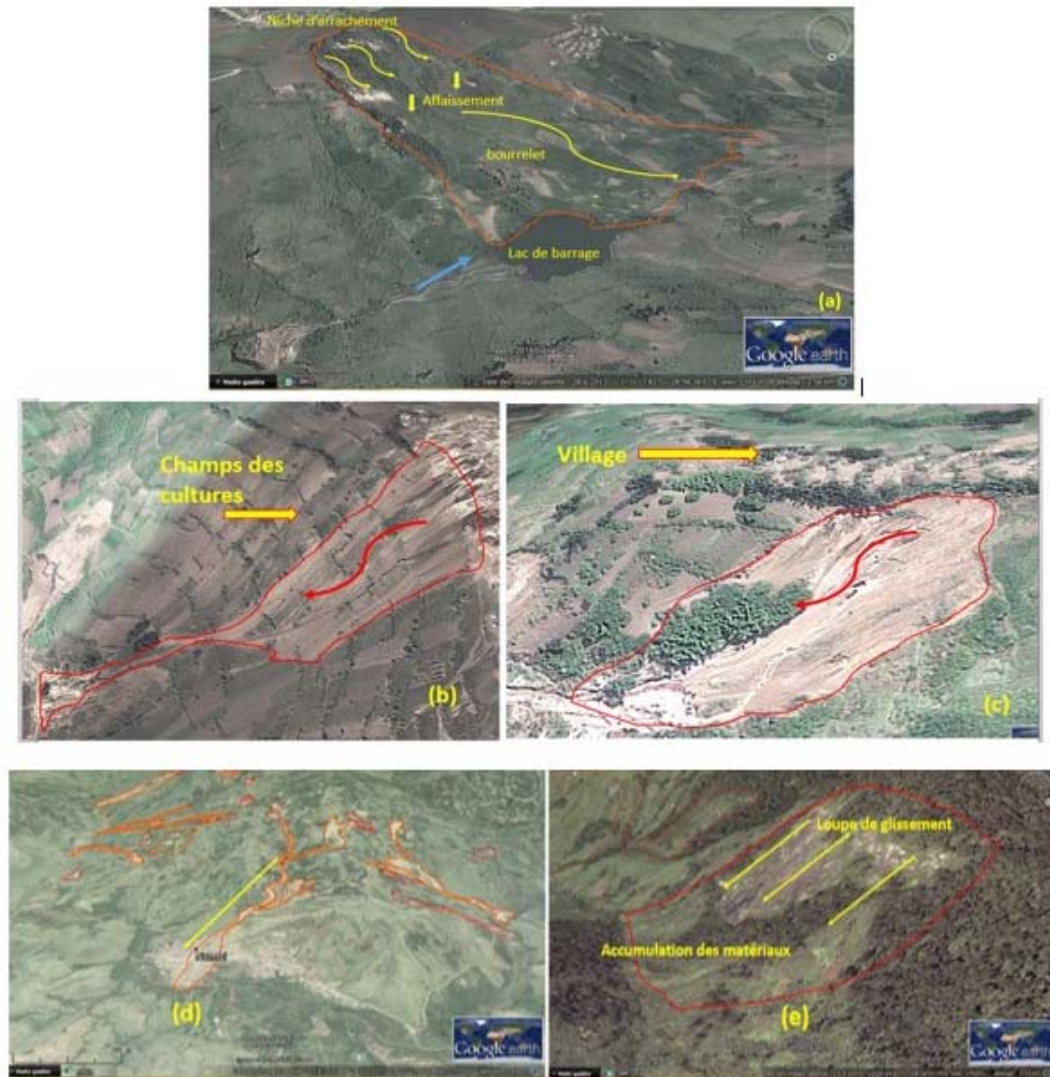 Niche d'arrachement
Affaissement
bourrelet
Lac de barrage
(a)
Google earth
Champs des
cultures
(b)
Village
(c)
(d)
Google earth
Loupe de glissement
Accumulation des matériaux
(e)
Google earth